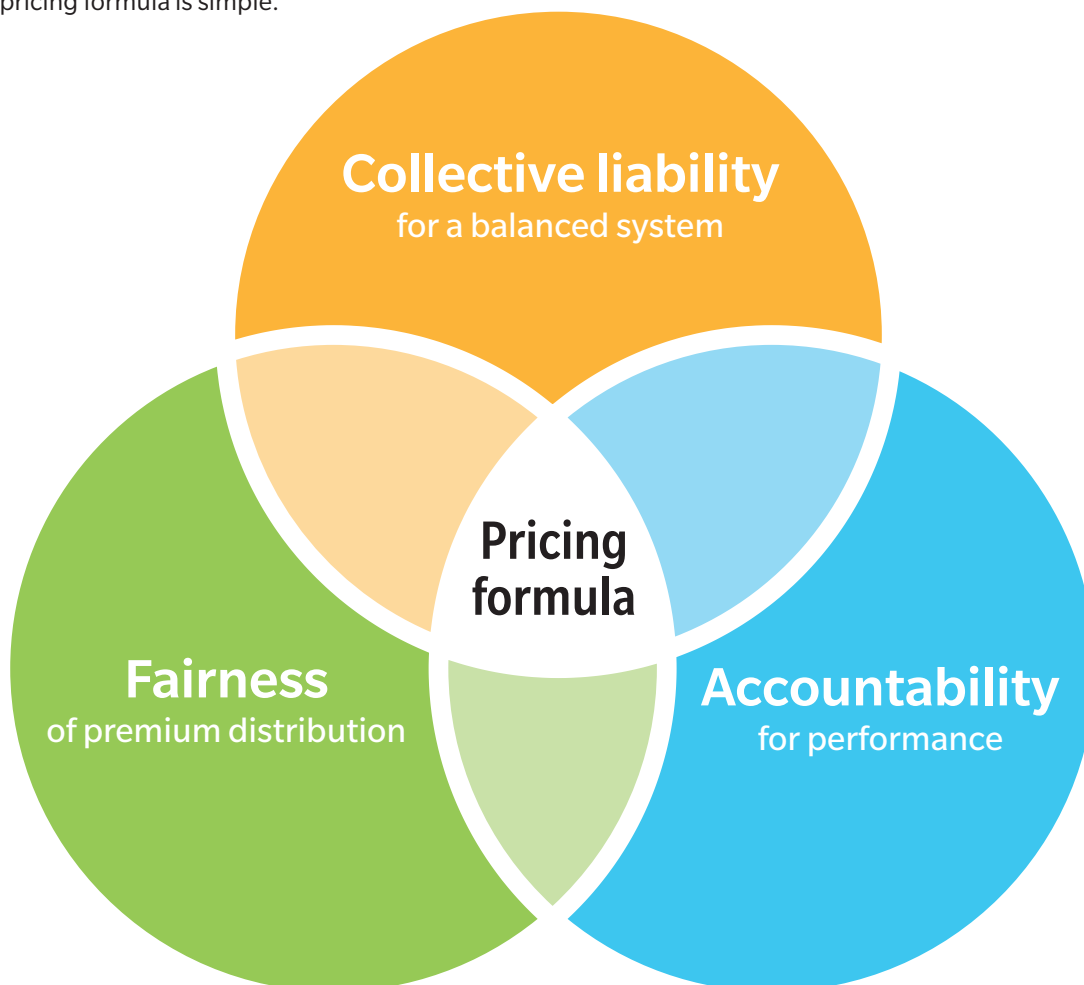 pricing formula is simple.
Collective liability
for a balanced system
Pricing
formula
Fairness
of premium distribution
Accountability
for performance